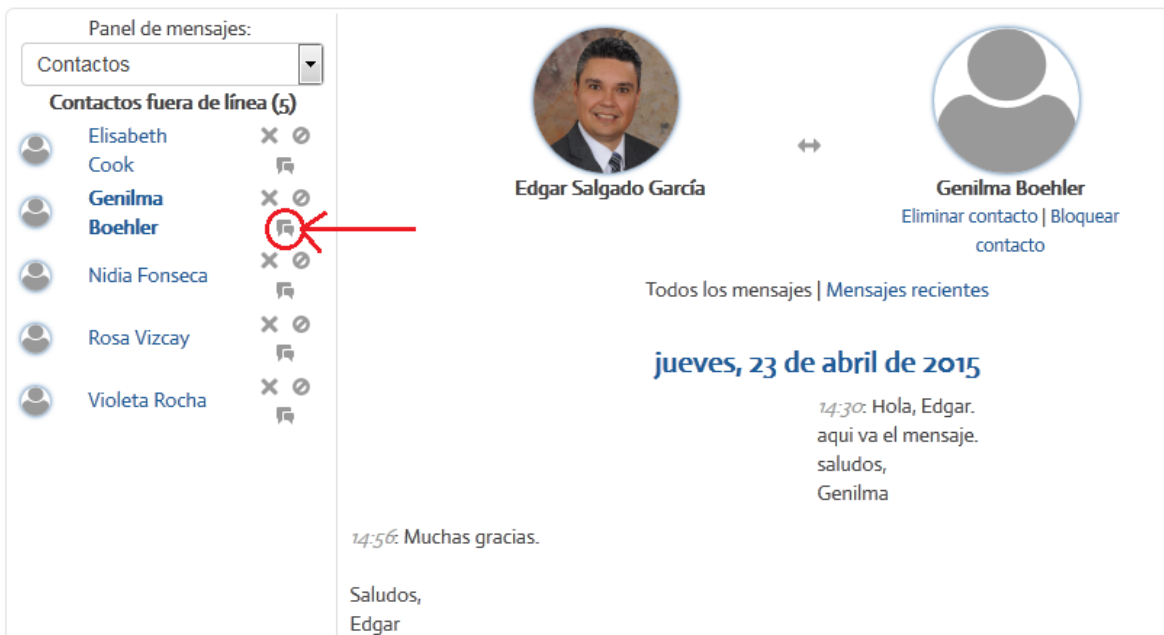 Panel de mensajes:
Contactos
Contactos fuera de línea (5)
Elisabeth
Cook
Genilma
Boehler
Nidia Fonseca
Rosa Vizcay
Violeta Rocha
Edgar Salgado García
Genilma Boehler
Eliminar contacto | Bloquear
contacto
Todos los mensajes | Mensajes recientes
jueves, 23 de abril de 2015
14:30: Hola, Edgar.
aqui va el mensaje.
saludos,
Genilma
14:56: Muchas gracias.
Saludos,
Edgar